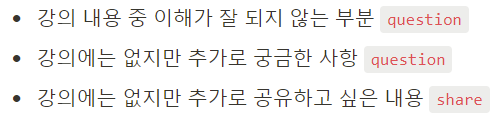 • 강의 내용 중 이해가 잘 되지 않는 부분 question
• 강의에는 없지만 추가로 궁금한 사항 question
• 강의에는 없지만 추가로 공유하고 싶은 내용 share